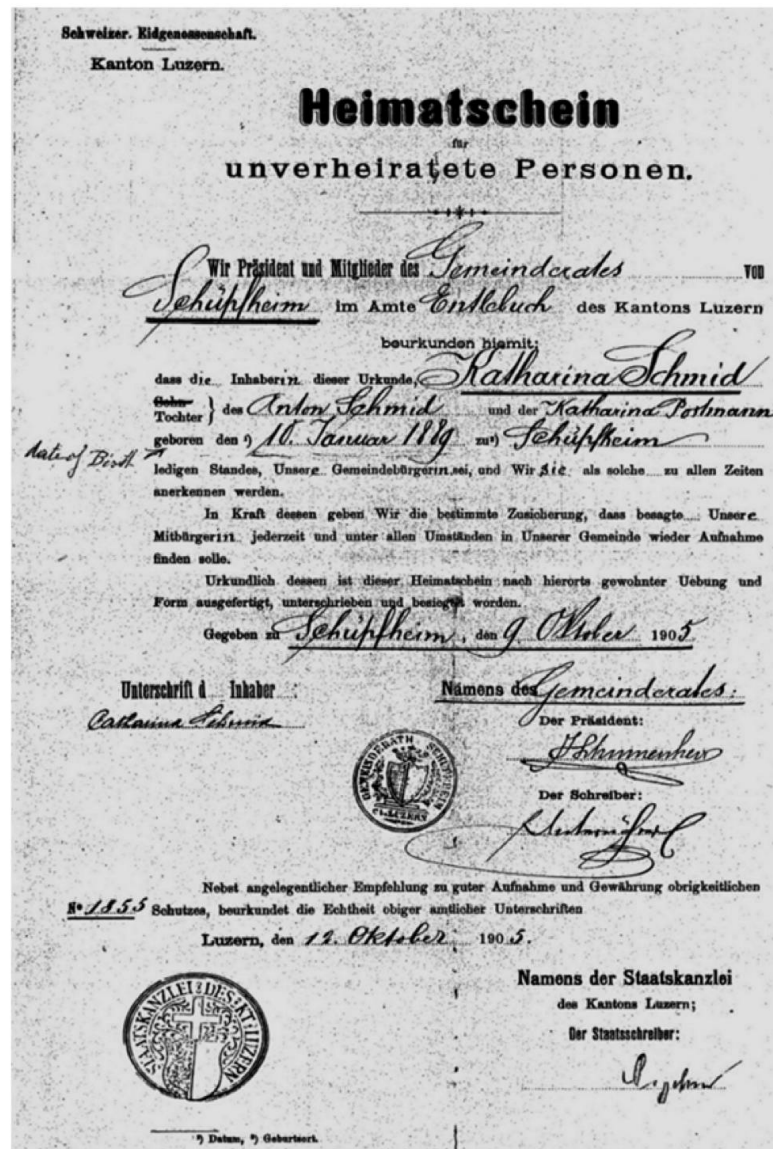 Schweizer. Eidgenossenschaft.
Kanton Luzern.
Heimatschein
für
unverheiratete Personen.
Wir Präsident und Mitglieder des Gemeinderates von
Schüpfheim im Amte Entlebuch des Kantons Luzern
beurkunden hiemit:
dass die Inhaberin dieser Urkunde, Katharina Schmid
Sohn
Tochter } des Anton Schmid und der Katharina Portmann
geboren den ¹) 10. Januar 1889 zu ²) Schüpfheim
date of Birth
ledigen Standes, Unsere Gemeindebürgerin sei, und Wir sie als solche zu allen Zeiten
anerkennen werden.
In Kraft dessen geben Wir die bestimmte Zusicherung, dass besagte Unsere
Mitbürgerin jederzeit und unter allen Umständen in Unserer Gemeinde wieder Aufnahme
finden solle.
Urkundlich dessen ist dieser Heimatschein nach hierorts gewohnter Uebung und
Form ausgefertigt, unterschrieben und besiegelt worden.
Gegeben zu Schüpfheim, den 9. Oktober 1905
Unterschrift d Inhaber :
Namens des Gemeinderates:
Catharina Schmid
Der Präsident:
GEMEINDERATH SCHÜPFHEIM
Kt. LUZERN
Der Schreiber:
Nebst angelegentlicher Empfehlung zu guter Aufnahme und Gewährung obrigkeitlichen
No 1855 Schutzes, beurkundet die Echtheit obiger amtlicher Unterschriften
Luzern, den 12. Oktober 1905.
Namens der Staatskanzlei
des Kantons Luzern;
Der Staatsschreiber:
STAATSKANZLEI DES KT. LUZERN
¹) Datum, ²) Geburtsort.